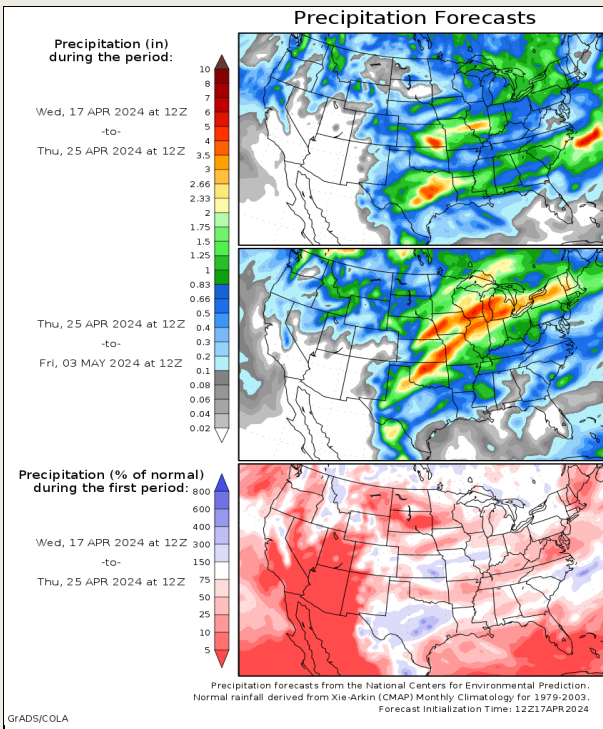 Precipitation Forecasts
Precipitation (in)
during the period:
Wed, 17 APR 2024 at 12Z
-to-
Thu, 25 APR 2024 at 12Z
10
8
7
6
5
4
3.5
3
2.66
2.33
2
1.75
1.5
1.25
1
0.83
0.66
0.5
0.4
0.3
0.2
0.1
0.08
0.06
0.04
0.02
Thu, 25 APR 2024 at 12Z
-to-
Fri, 03 MAY 2024 at 12Z
Precipitation (% of normal)
during the first period:
Wed, 17 APR 2024 at 12Z
-to-
Thu, 25 APR 2024 at 12Z
800
600
400
300
150
75
50
25
10
5
Precipitation forecasts from the National Centers for Environmental Prediction.
Normal rainfall derived from Xie-Arkin (CMAP) Monthly Climatology for 1979-2003.
Forecast Initialization Time: 12Z17APR2024
GrADS/COLA